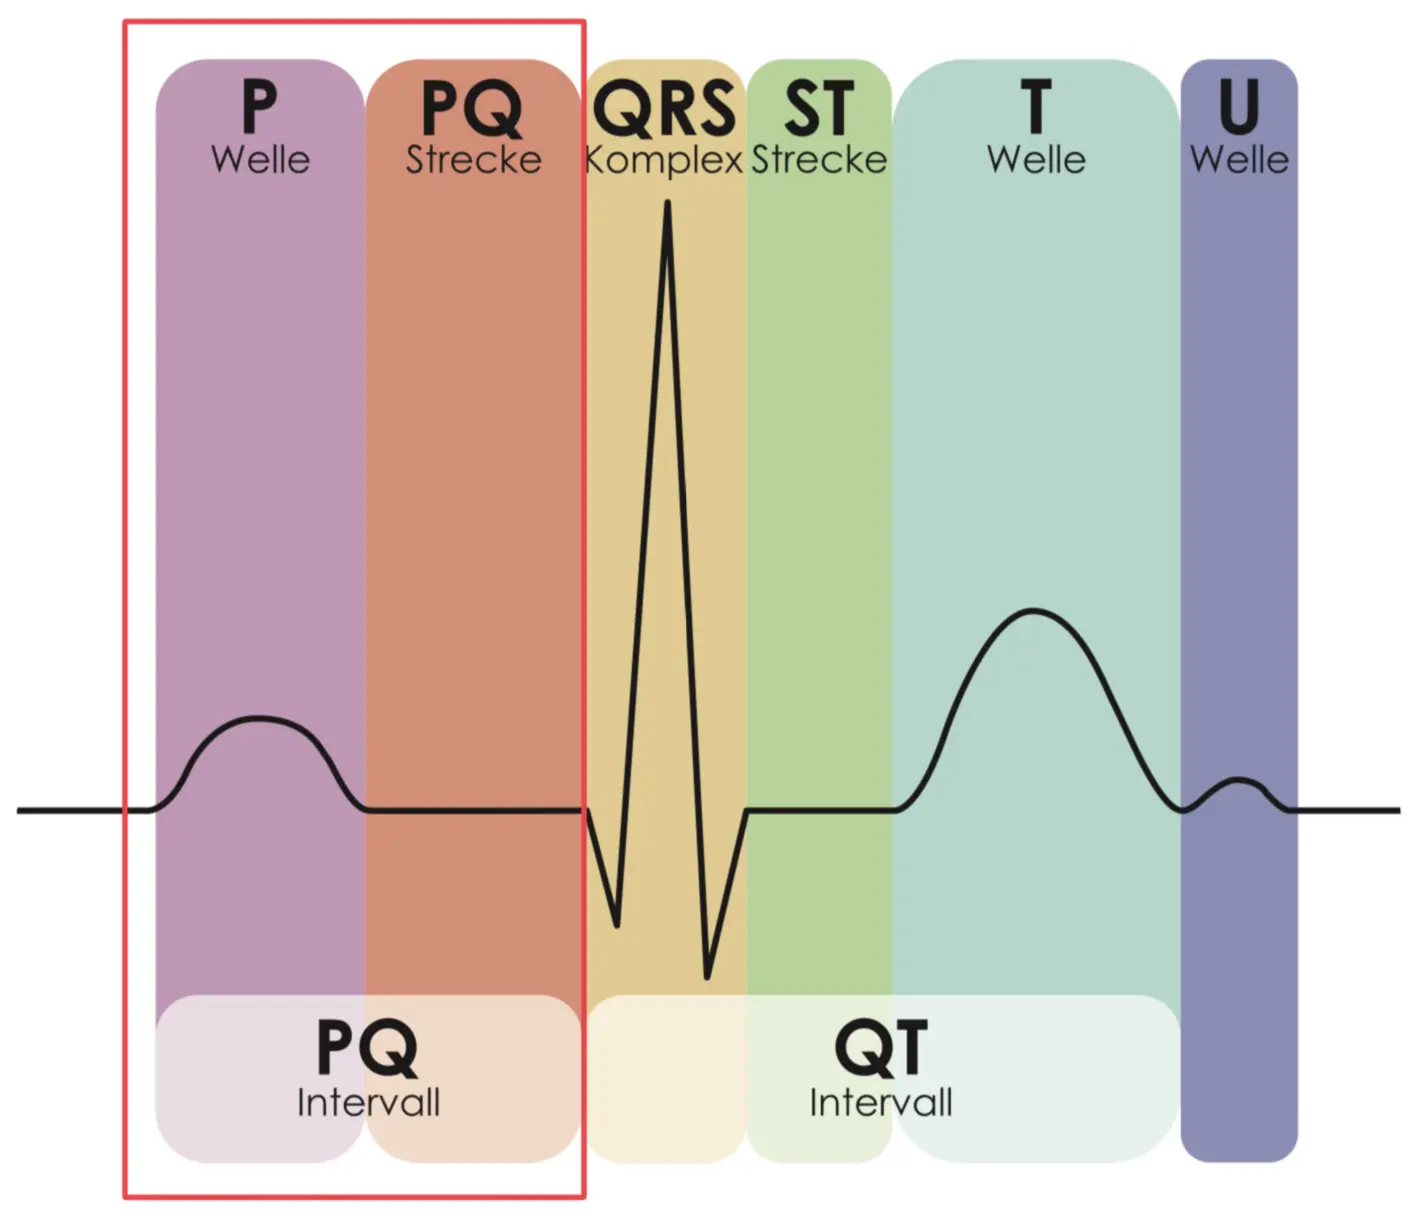 P
Welle
PQ
Strecke
QRS
Komplex
ST
Strecke
T
Welle
U
Welle
PQ
Intervall
QT
Intervall